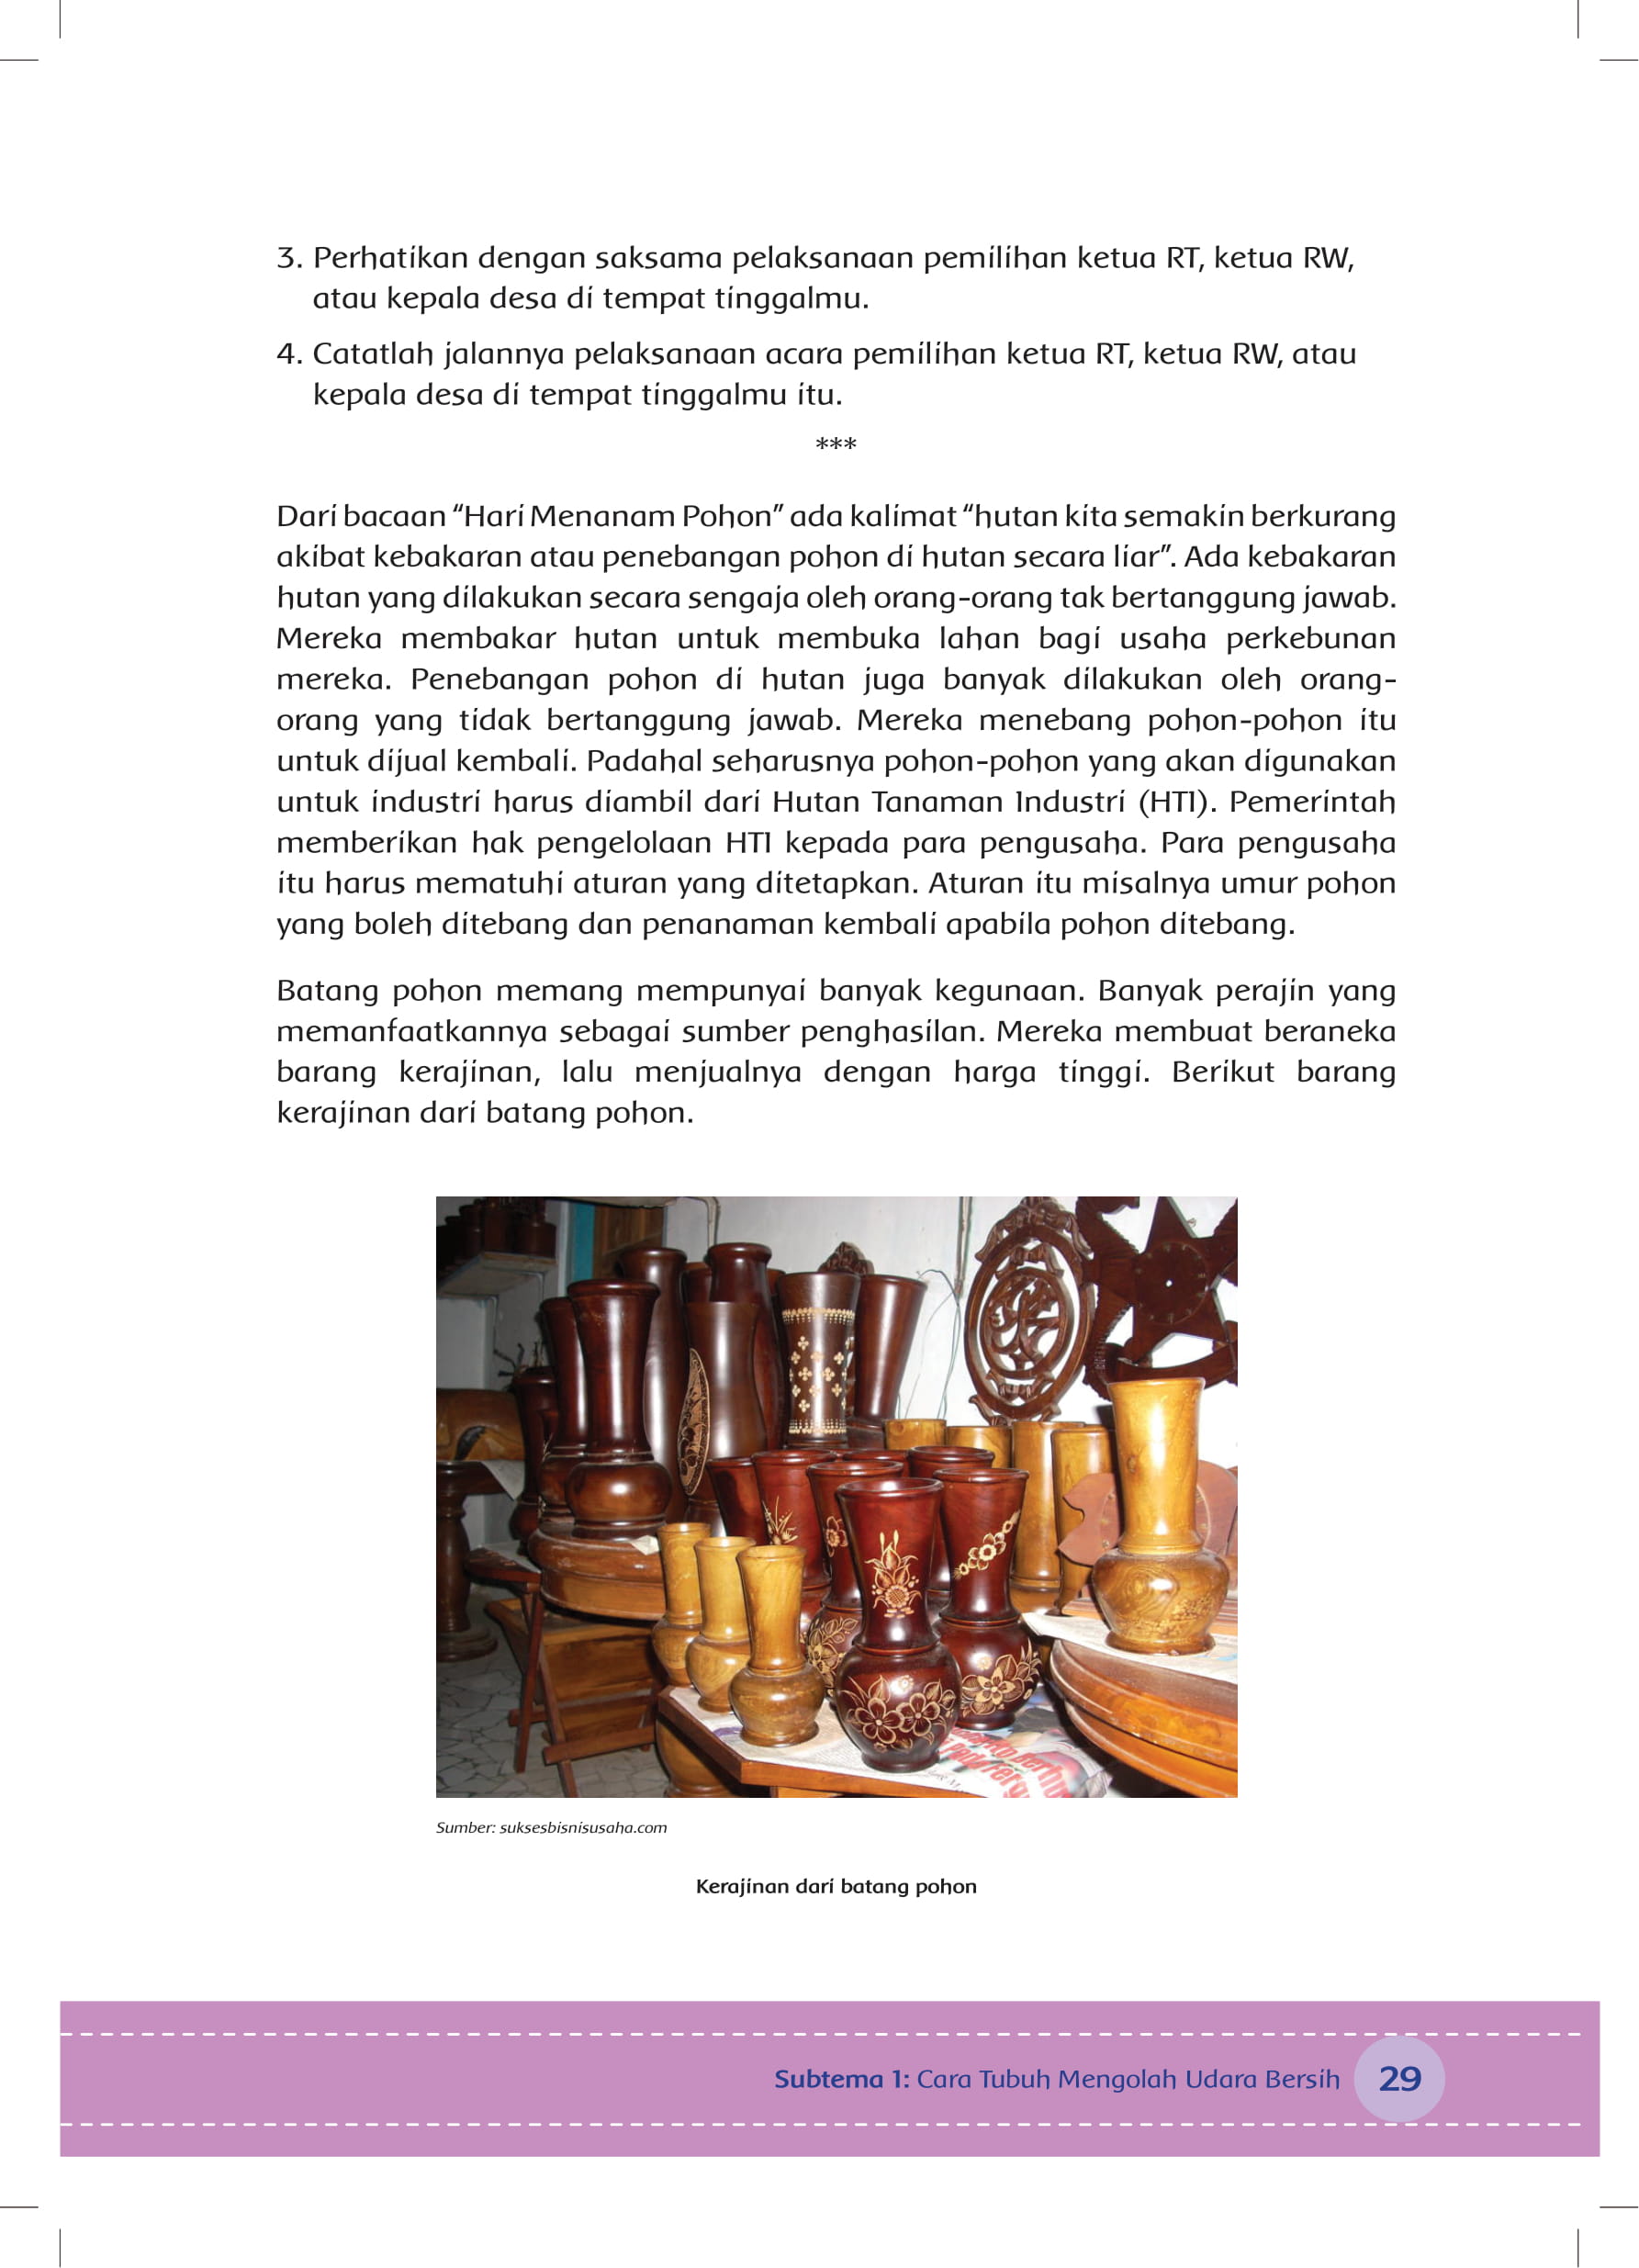 3. Perhatikan dengan saksama pelaksanaan pemilihan ketua RT, ketua RW,
atau kepala desa di tempat tinggalmu.
4. Catatlah jalannya pelaksanaan acara pemilihan ketua RT, ketua RW, atau
kepala desa di tempat tinggalmu itu.
***
Dari bacaan “Hari Menanam Pohon” ada kalimat “hutan kita semakin berkurang
akibat kebakaran atau penebangan pohon di hutan secara liar”. Ada kebakaran
hutan yang dilakukan secara sengaja oleh orang-orang tak bertanggung jawab.
Mereka membakar hutan untuk membuka lahan bagi usaha perkebunan
mereka. Penebangan pohon di hutan juga banyak dilakukan oleh orang-
orang yang tidak bertanggung jawab. Mereka menebang pohon-pohon itu
untuk dijual kembali. Padahal seharusnya pohon-pohon yang akan digunakan
untuk industri harus diambil dari Hutan Tanaman Industri (HTI). Pemerintah
memberikan hak pengelolaan HTI kepada para pengusaha. Para pengusaha
itu harus mematuhi aturan yang ditetapkan. Aturan itu misalnya umur pohon
yang boleh ditebang dan penanaman kembali apabila pohon ditebang.
Batang pohon memang mempunyai banyak kegunaan. Banyak perajin yang
memanfaatkannya sebagai sumber penghasilan. Mereka membuat beraneka
barang kerajinan, lalu menjualnya dengan harga tinggi. Berikut barang
kerajinan dari batang pohon.
Sumber: suksesbisnisusaha.com
Kerajinan dari batang pohon
Subtema 1: Cara Tubuh Mengolah Udara Bersih 29